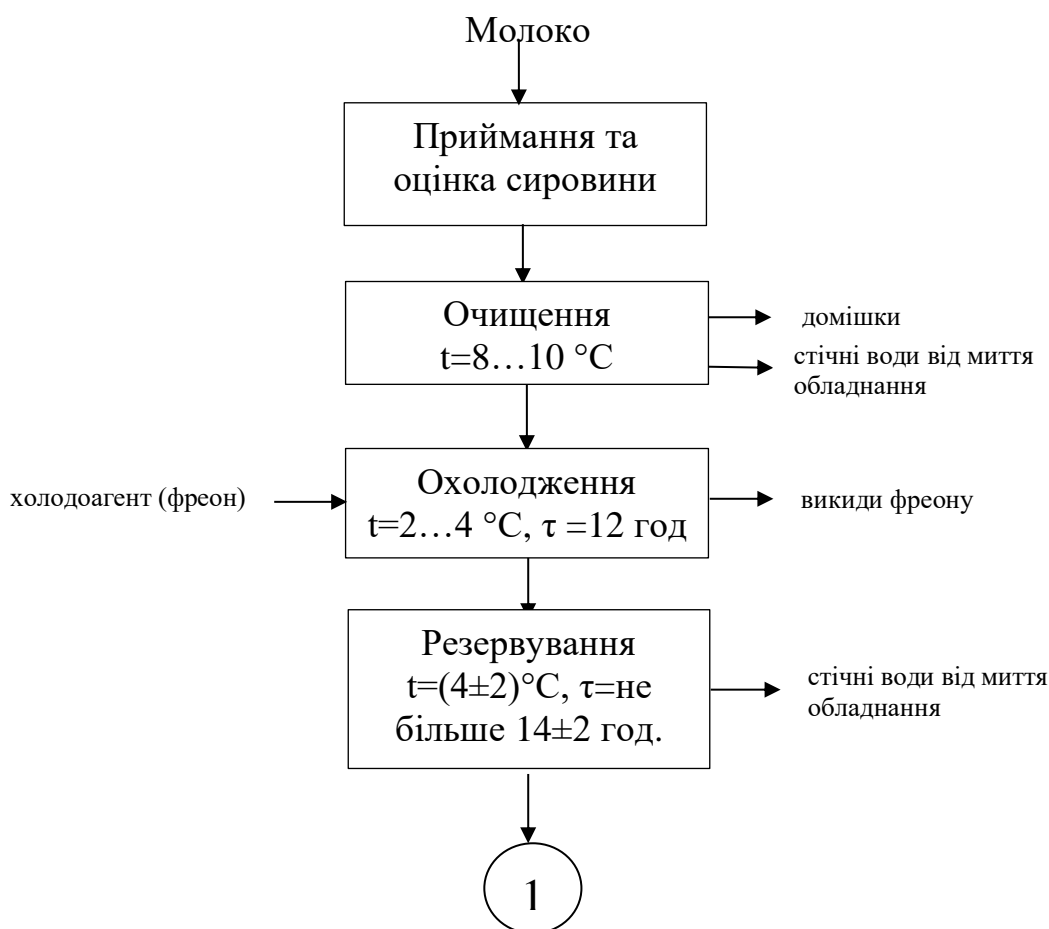 Молоко
Приймання та
оцінка сировини
Очищення
t=8…10 °C
домішки
стічні води від миття
обладнання
холодоагент (фреон)
Охолодження
t=2…4 °C, τ =12 год
викиди фреону
Резервування
t=(4±2)°C, τ=не
більше 14±2 год.
стічні води від миття
обладнання
1